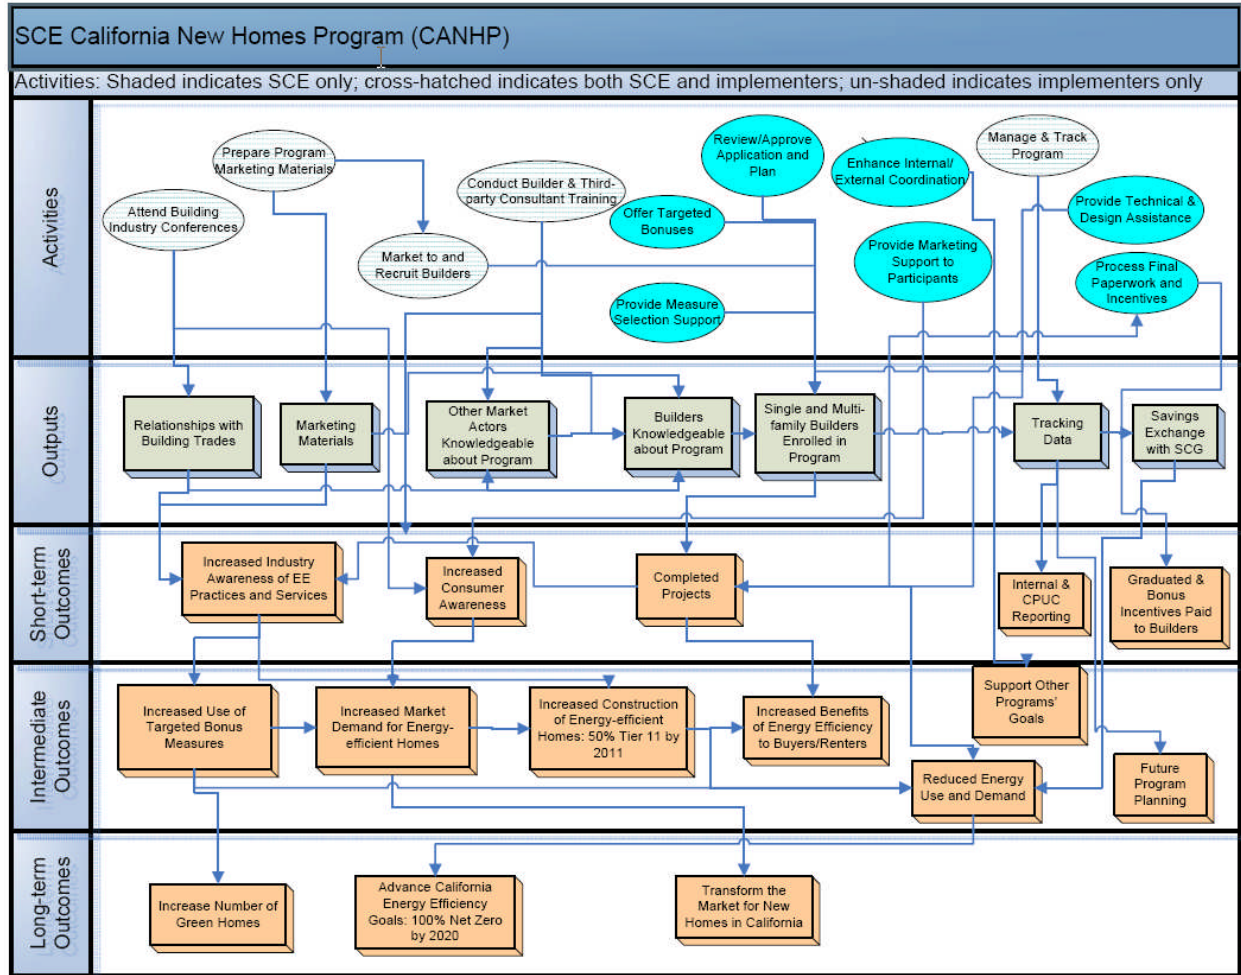 SCE California New Homes Program (CANHP)
Activities: Shaded indicates SCE only; cross-hatched indicates both SCE and implementers; un-shaded indicates implementers only
Activities
Prepare Program
Marketing Materials
Attend Building
Industry Conferences
Market to and
Recruit Builders
Conduct Builder & Third-
party Consultant Training
Offer Targeted
Bonuses
Provide Measure
Selection Support
Review/Approve
Application and
Plan
Enhance Internal/
External Coordination
Provide Marketing
Support to
Participants
Manage & Track
Program
Provide Technical &
Design Assistance
Process Final
Paperwork and
Incentives
Outputs
Relationships with
Building Trades
Marketing
Materials
Other Market
Actors
Knowledgeable
about Program
Builders
Knowledgeable
about Program
Single and Multi-
family Builders
Enrolled in
Program
Tracking
Data
Savings
Exchange
with SCG
Short-term
Outcomes
Increased Industry
Awareness of EE
Practices and Services
Increased
Consumer
Awareness
Completed
Projects
Internal &
CPUC
Reporting
Graduated &
Bonus
Incentives Paid
to Builders
Intermediate
Outcomes
Increased Use of
Targeted Bonus
Measures
Increased Market
Demand for Energy-
efficient Homes
Increased Construction
of Energy-efficient
Homes: 50% Tier 11 by
2011
Increased Benefits
of Energy Efficiency
to Buyers/Renters
Support Other
Programs'
Goals
Reduced Energy
Use and Demand
Future
Program
Planning
Long-term
Outcomes
Increase Number of
Green Homes
Advance California
Energy Efficiency
Goals: 100% Net Zero
by 2020
Transform the
Market for New
Homes in California